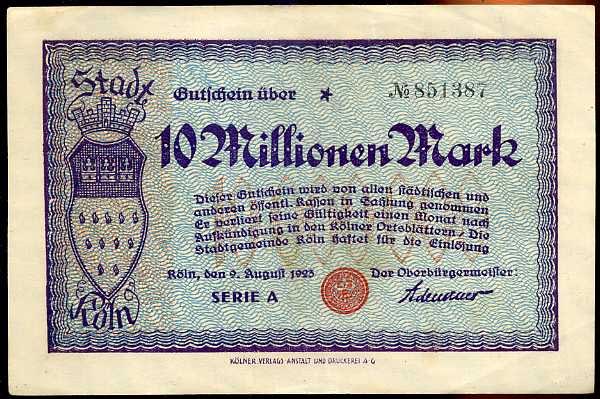 Stadt
Köln
Gutschein über * № 851387
10 Millionen Mark
Dieser Gutschein wird von allen städtischen und
anderen öffentl. Kassen in Zahlung genommen
Er verliert seine Gültigkeit einen Monat nach
Aufkündigung in den Kölner Ortsblättern / Die
Stadtgemeinde Köln haftet für die Einlösung
Köln, den 9. August 1923 Der Oberbürgermeister:
SERIE A Adenauer
KÖLNER VERLAGS-ANSTALT UND DRUCKEREI A-G